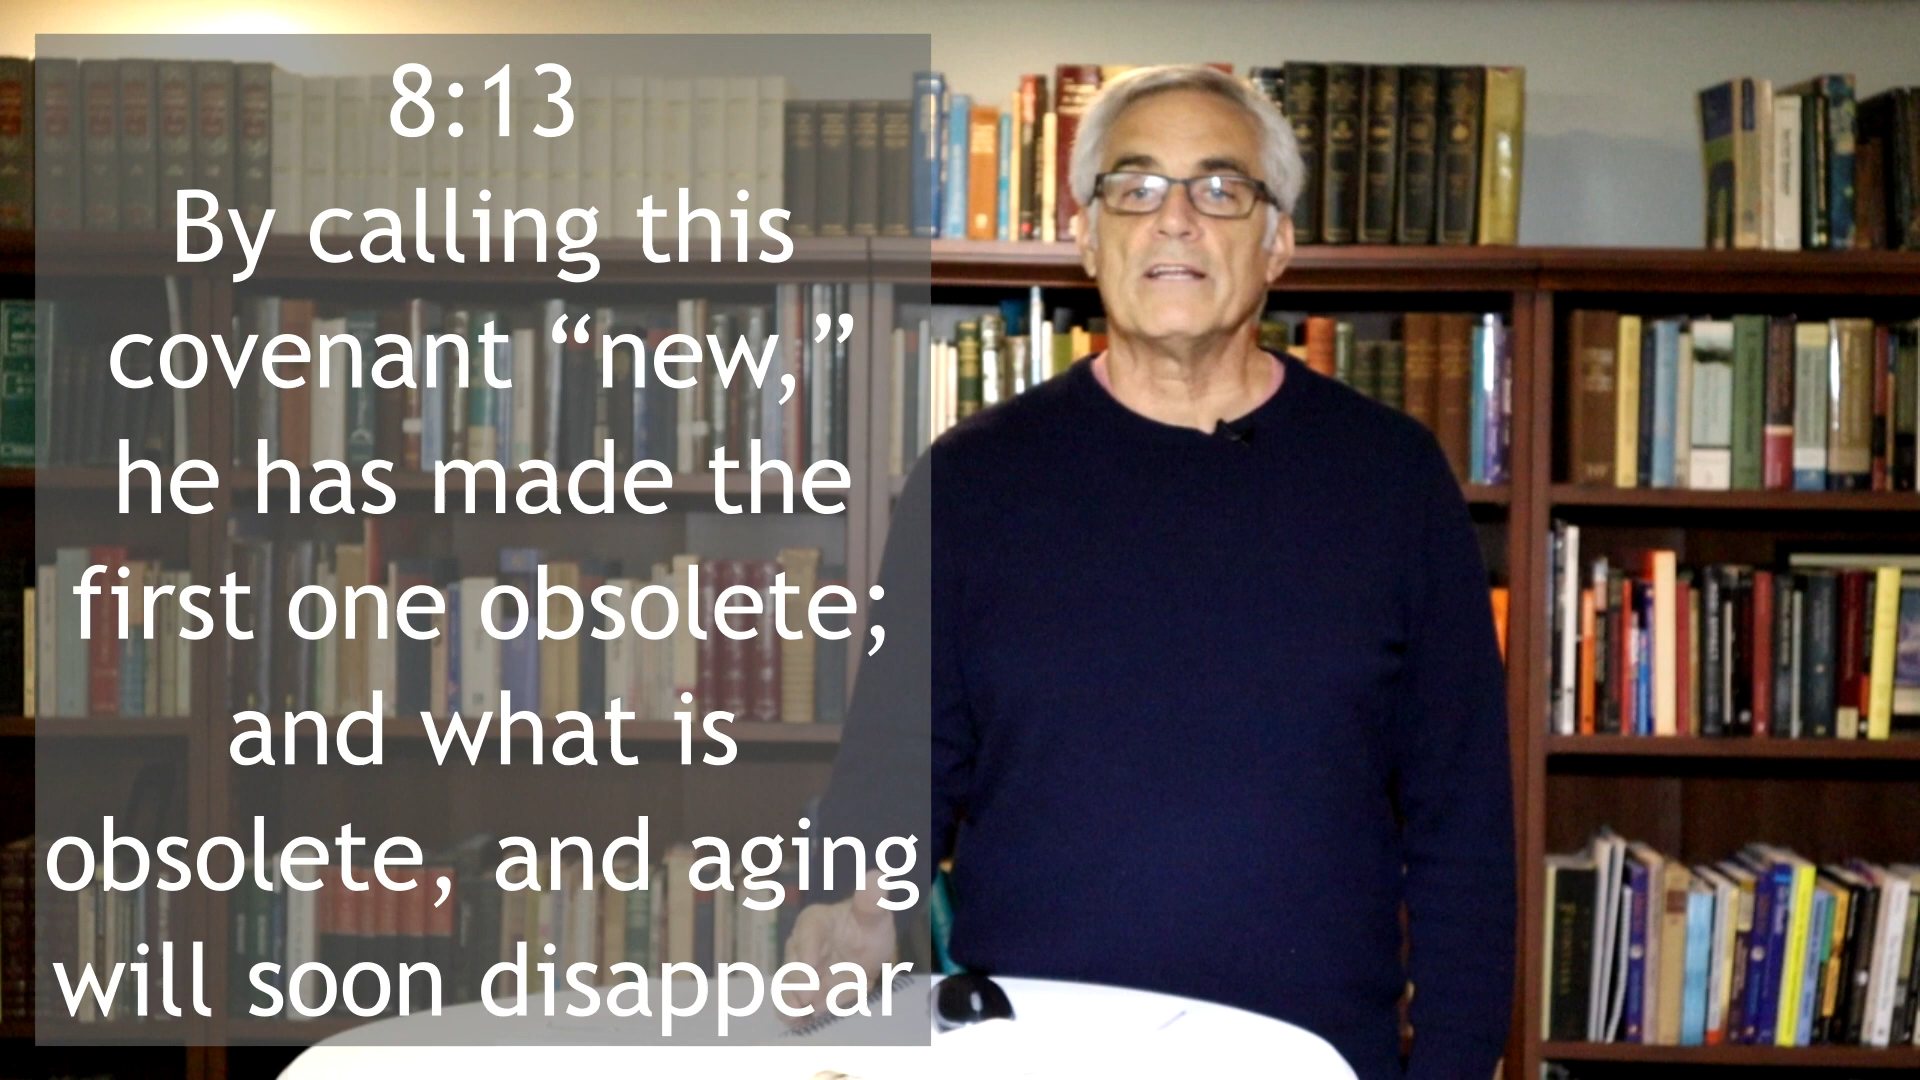 8:13
By calling this
covenant “new,”
he has made the
first one obsolete;
and what is
obsolete, and aging
will soon disappear